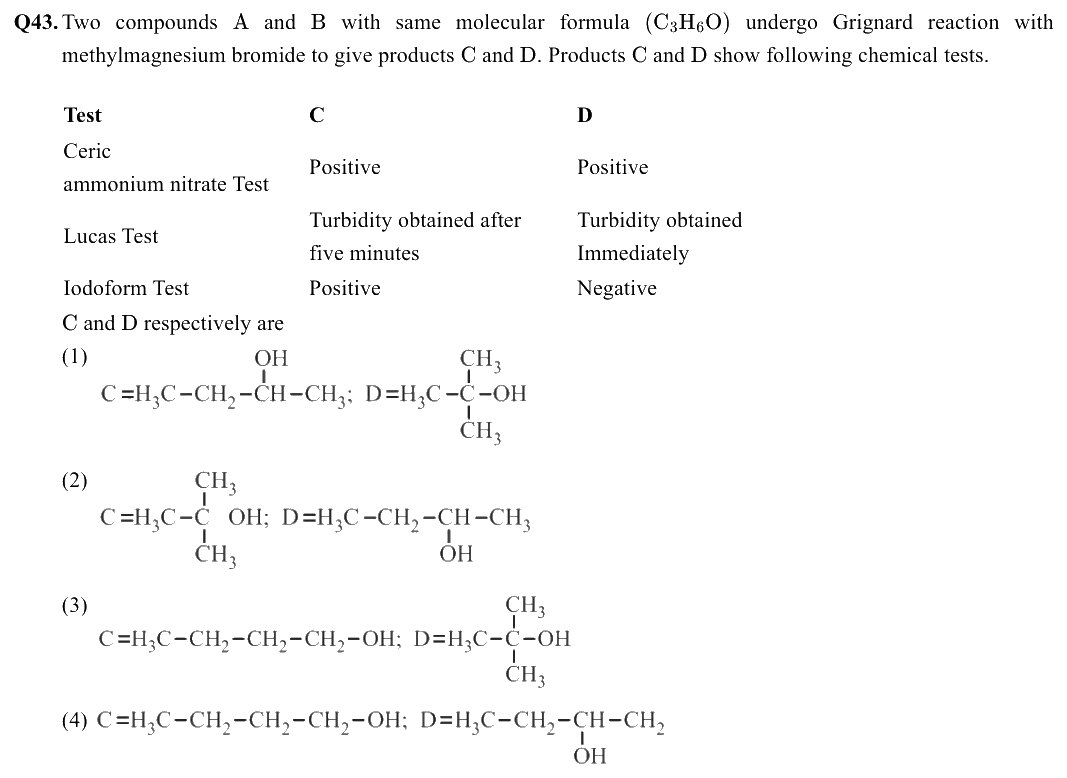 Q43. Two compounds A and B with same molecular formula (C₃H₆O) undergo Grignard reaction with
methylmagnesium bromide to give products C and D. Products C and D show following chemical tests.
Test C D
Ceric
ammonium nitrate Test Positive Positive
Lucas Test Turbidity obtained after five minutes Turbidity obtained Immediately
Iodoform Test Positive Negative
C and D respectively are
(1) OH CH₃
C=H₃C-CH₂-CH-CH₃; D=H₃C-C-OH
CH₃
(2) CH₃
C=H₃C-C OH; D=H₃C-CH₂-CH-CH₃
CH₃ OH
(3) CH₃
C=H₃C-CH₂-CH₂-CH₂-OH; D=H₃C-C-OH
CH₃
(4) C=H₃C-CH₂-CH₂-CH₂-OH; D=H₃C-CH₂-CH-CH₂
OH